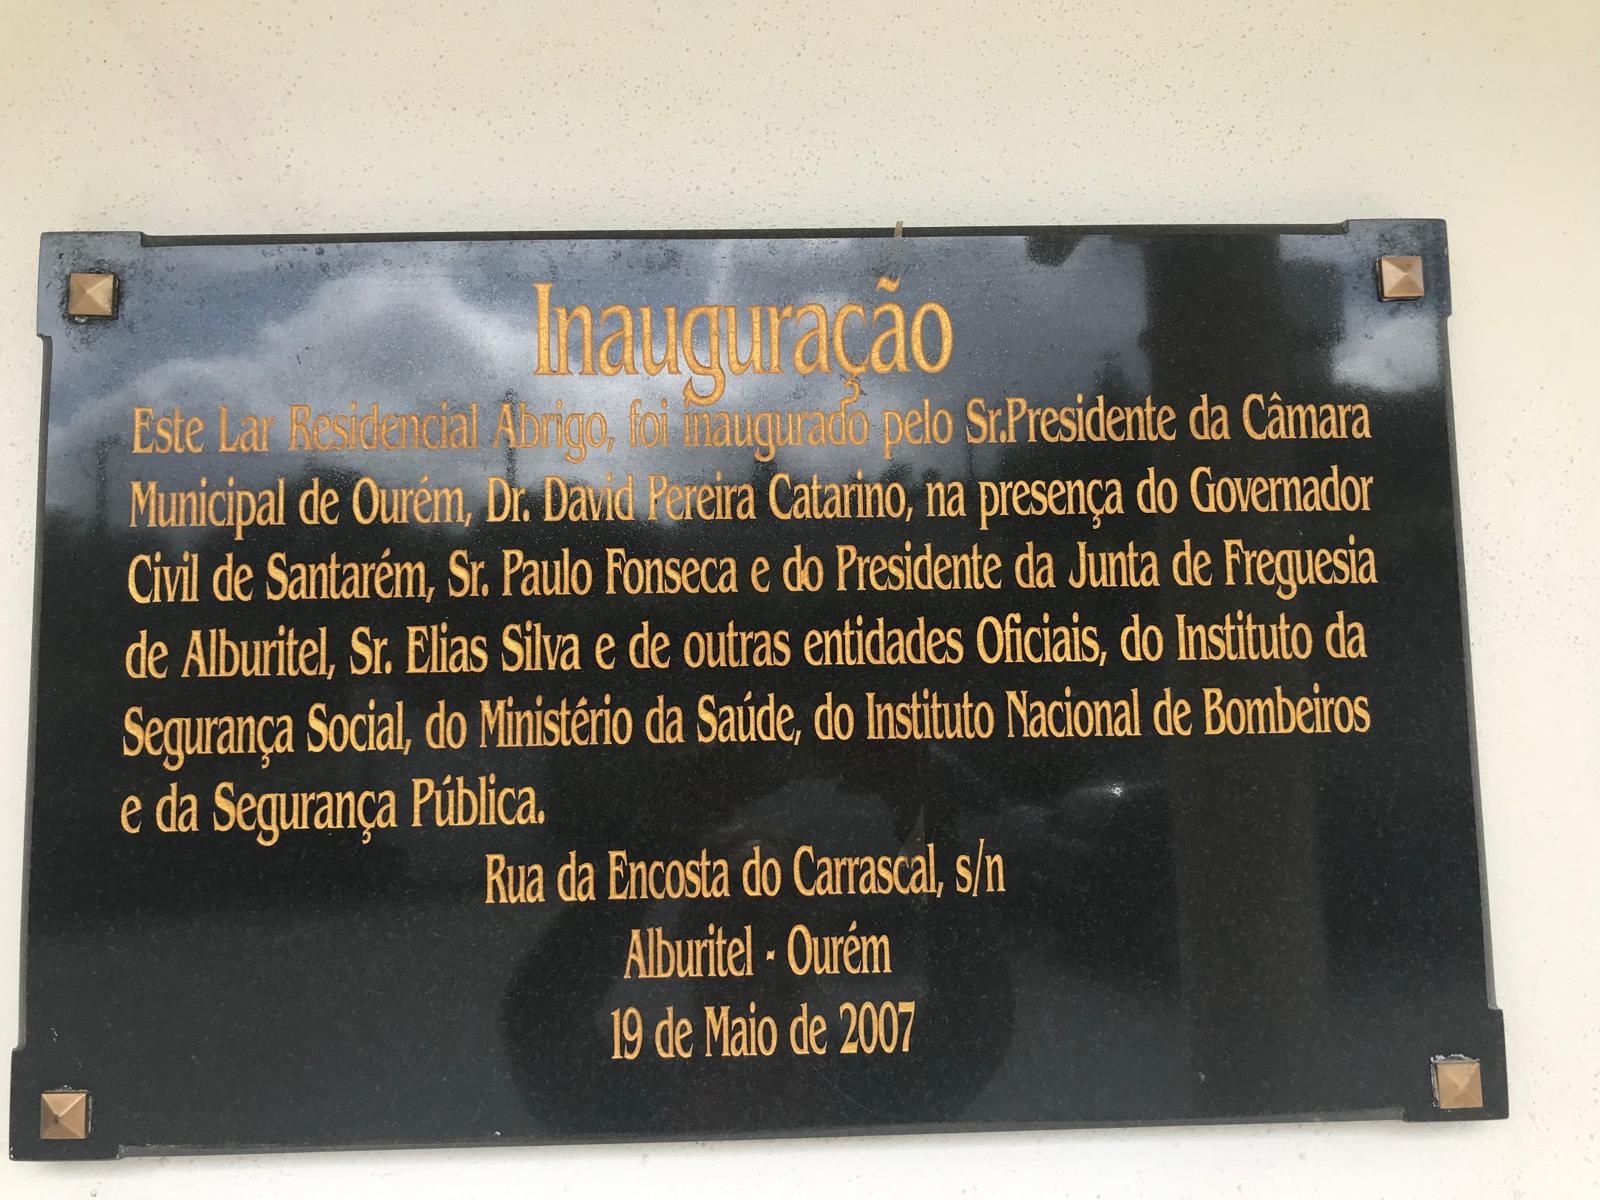 Inauguração
Este Lar Residencial Abrigo, foi inaugurado pelo Sr.Presidente da Câmara
Municipal de Ourém, Dr. David Pereira Catarino, na presença do Governador
Civil de Santarém, Sr. Paulo Fonseca e do Presidente da Junta de Freguesia
de Alburitel, Sr. Elias Silva e de outras entidades Oficiais, do Instituto da
Segurança Social, do Ministério da Saúde, do Instituto Nacional de Bombeiros
e da Segurança Pública.
Rua da Encosta do Carrascal, s/n
Alburitel - Ourém
19 de Maio de 2007